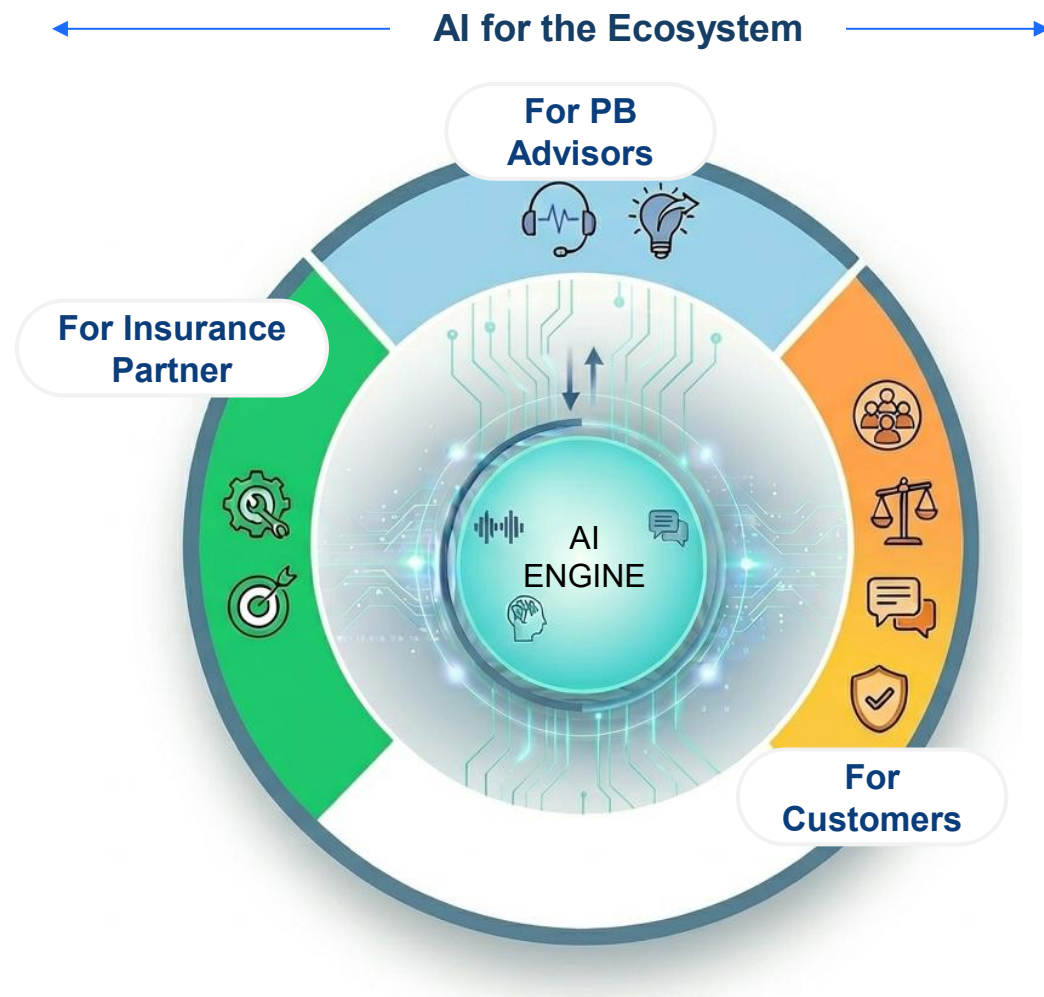 AI for the Ecosystem
For PB
Advisors
For Insurance
Partner
AI
ENGINE
For
Customers